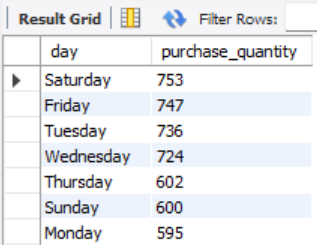 Result Grid Filter Rows:
day purchase_quantity
Saturday 753
Friday 747
Tuesday 736
Wednesday 724
Thursday 602
Sunday 600
Monday 595